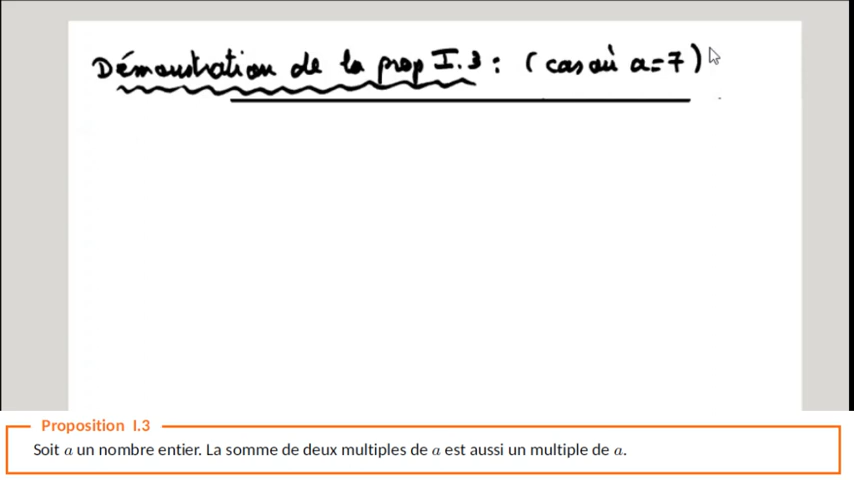 Démonstration de la prop I.3 : (cas où a=7)
Proposition I.3
Soit a un nombre entier. La somme de deux multiples de a est aussi un multiple de a.